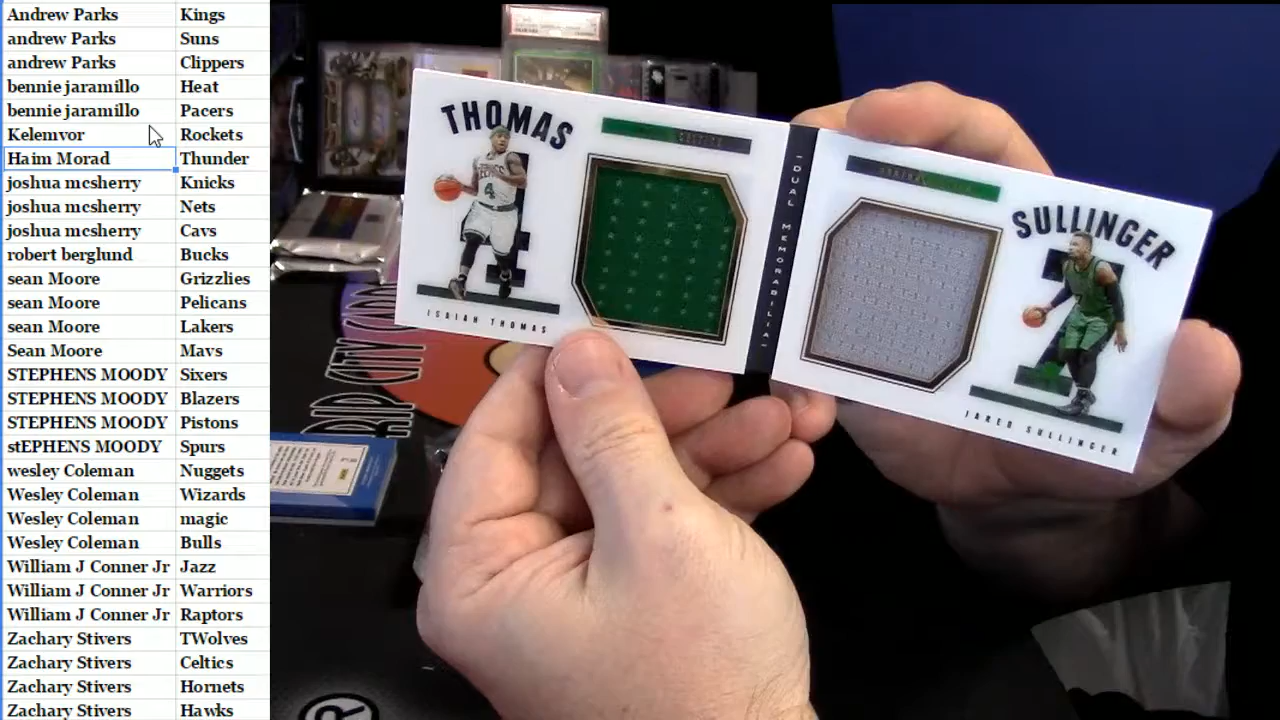 Andrew Parks Kings
andrew Parks Suns
andrew Parks Clippers
bennie jaramillo Heat
bennie jaramillo Pacers
Kelemvor Rockets
Haim Morad Thunder
joshua mcsherry Knicks
joshua mcsherry Nets
joshua mcsherry Cavs
robert berglund Bucks
sean Moore Grizzlies
sean Moore Pelicans
sean Moore Lakers
Sean Moore Mavs
STEPHENS MOODY Sixers
STEPHENS MOODY Blazers
STEPHENS MOODY Pistons
stEPHENS MOODY Spurs
wesley Coleman Nuggets
Wesley Coleman Wizards
Wesley Coleman magic
Wesley Coleman Bulls
William J Conner Jr Jazz
William J Conner Jr Warriors
William J Conner Jr Raptors
Zachary Stivers TWolves
Zachary Stivers Celtics
Zachary Stivers Hornets
Zachary Stivers Hawks
THOMAS
4
ISAIAH THOMAS
DUAL MEMORABILIA
SULLINGER
7
JARED SULLINGER
RIP CITY